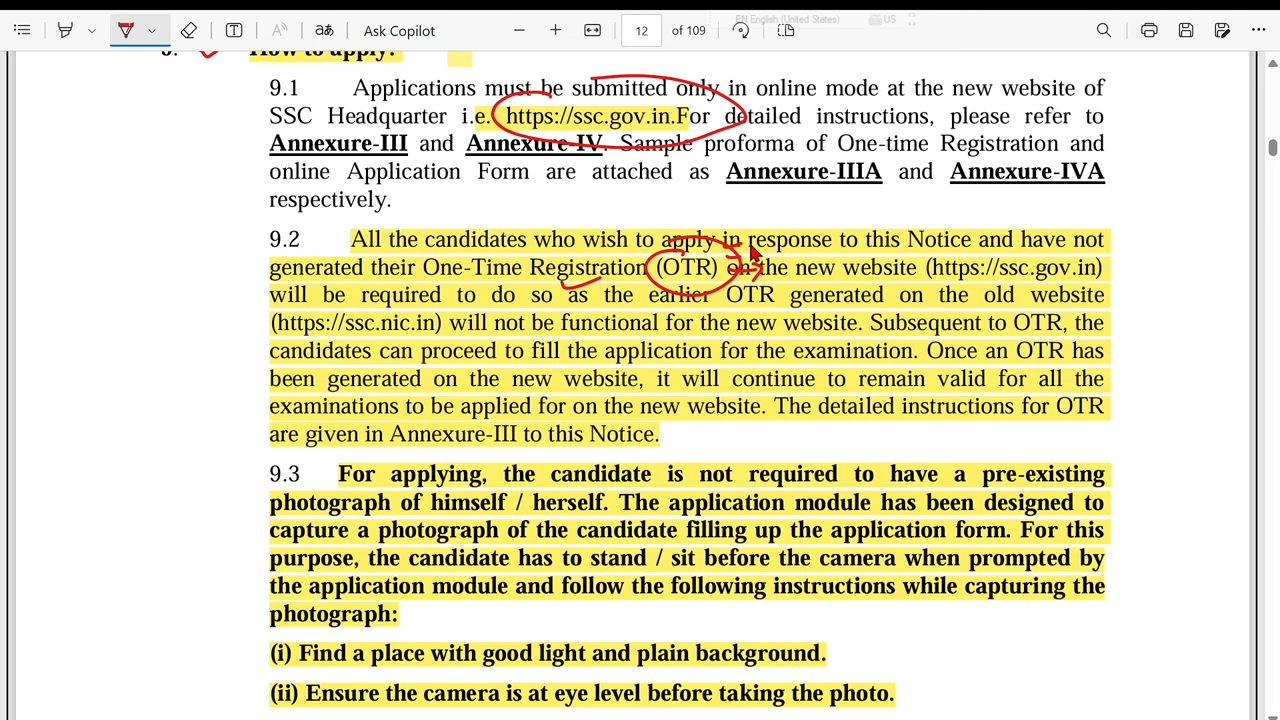 EN English (United States) US
Ask Copilot
12 of 109
How to apply:
9.1 Applications must be submitted only in online mode at the new website of
SSC Headquarter i.e. https://ssc.gov.in.For detailed instructions, please refer to
Annexure-III and Annexure-IV. Sample proforma of One-time Registration and
online Application Form are attached as Annexure-IIIA and Annexure-IVA
respectively.
9.2 All the candidates who wish to apply in response to this Notice and have not
generated their One-Time Registration (OTR) on the new website (https://ssc.gov.in)
will be required to do so as the earlier OTR generated on the old website
(https://ssc.nic.in) will not be functional for the new website. Subsequent to OTR, the
candidates can proceed to fill the application for the examination. Once an OTR has
been generated on the new website, it will continue to remain valid for all the
examinations to be applied for on the new website. The detailed instructions for OTR
are given in Annexure-III to this Notice.
9.3 For applying, the candidate is not required to have a pre-existing
photograph of himself / herself. The application module has been designed to
capture a photograph of the candidate filling up the application form. For this
purpose, the candidate has to stand / sit before the camera when prompted by
the application module and follow the following instructions while capturing the
photograph:
(i) Find a place with good light and plain background.
(ii) Ensure the camera is at eye level before taking the photo.